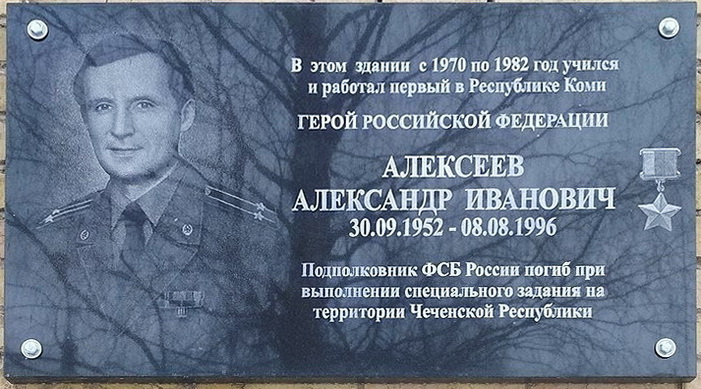 В этом здании с 1970 по 1982 год учился
и работал первый в Республике Коми
ГЕРОЙ РОССИЙСКОЙ ФЕДЕРАЦИИ
АЛЕКСЕЕВ
АЛЕКСАНДР ИВАНОВИЧ
30.09.1952 - 08.08.1996
Подполковник ФСБ России погиб при
выполнении специального задания на
территории Чеченской Республики